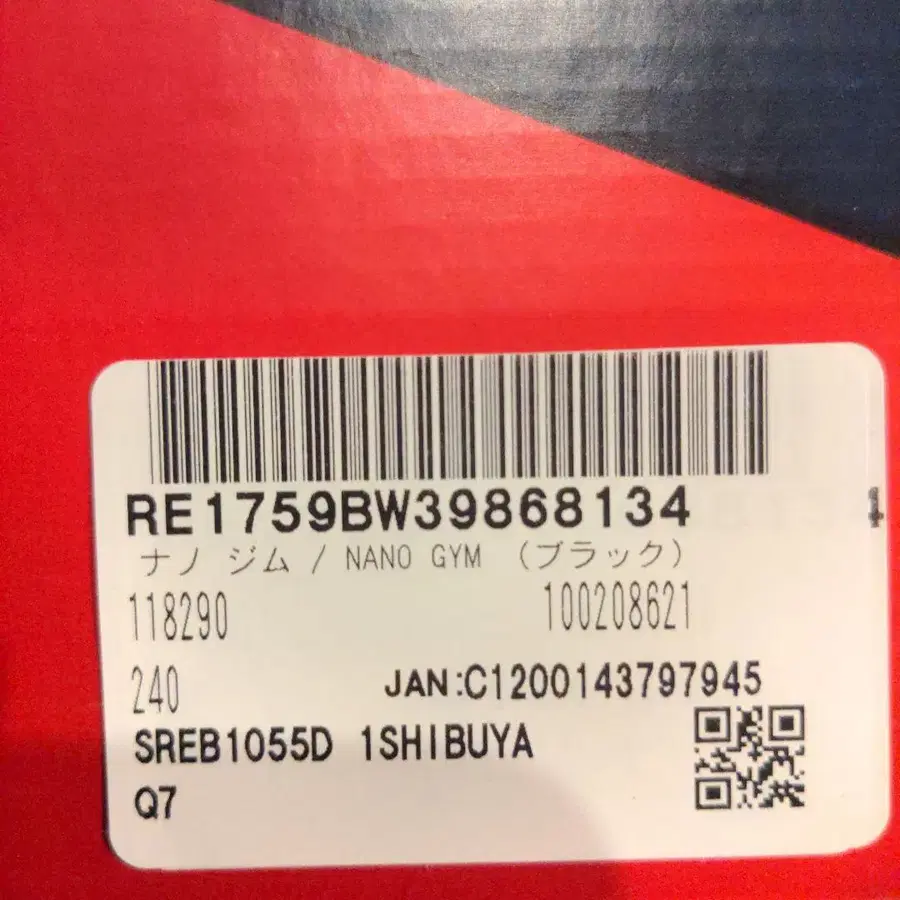 RE1759BW39868134
ナノ ジム / NANO GYM (ブラック)
118290 100208621
240 JAN:C1200143797945
SREB1055D 1SHIBUYA
Q7